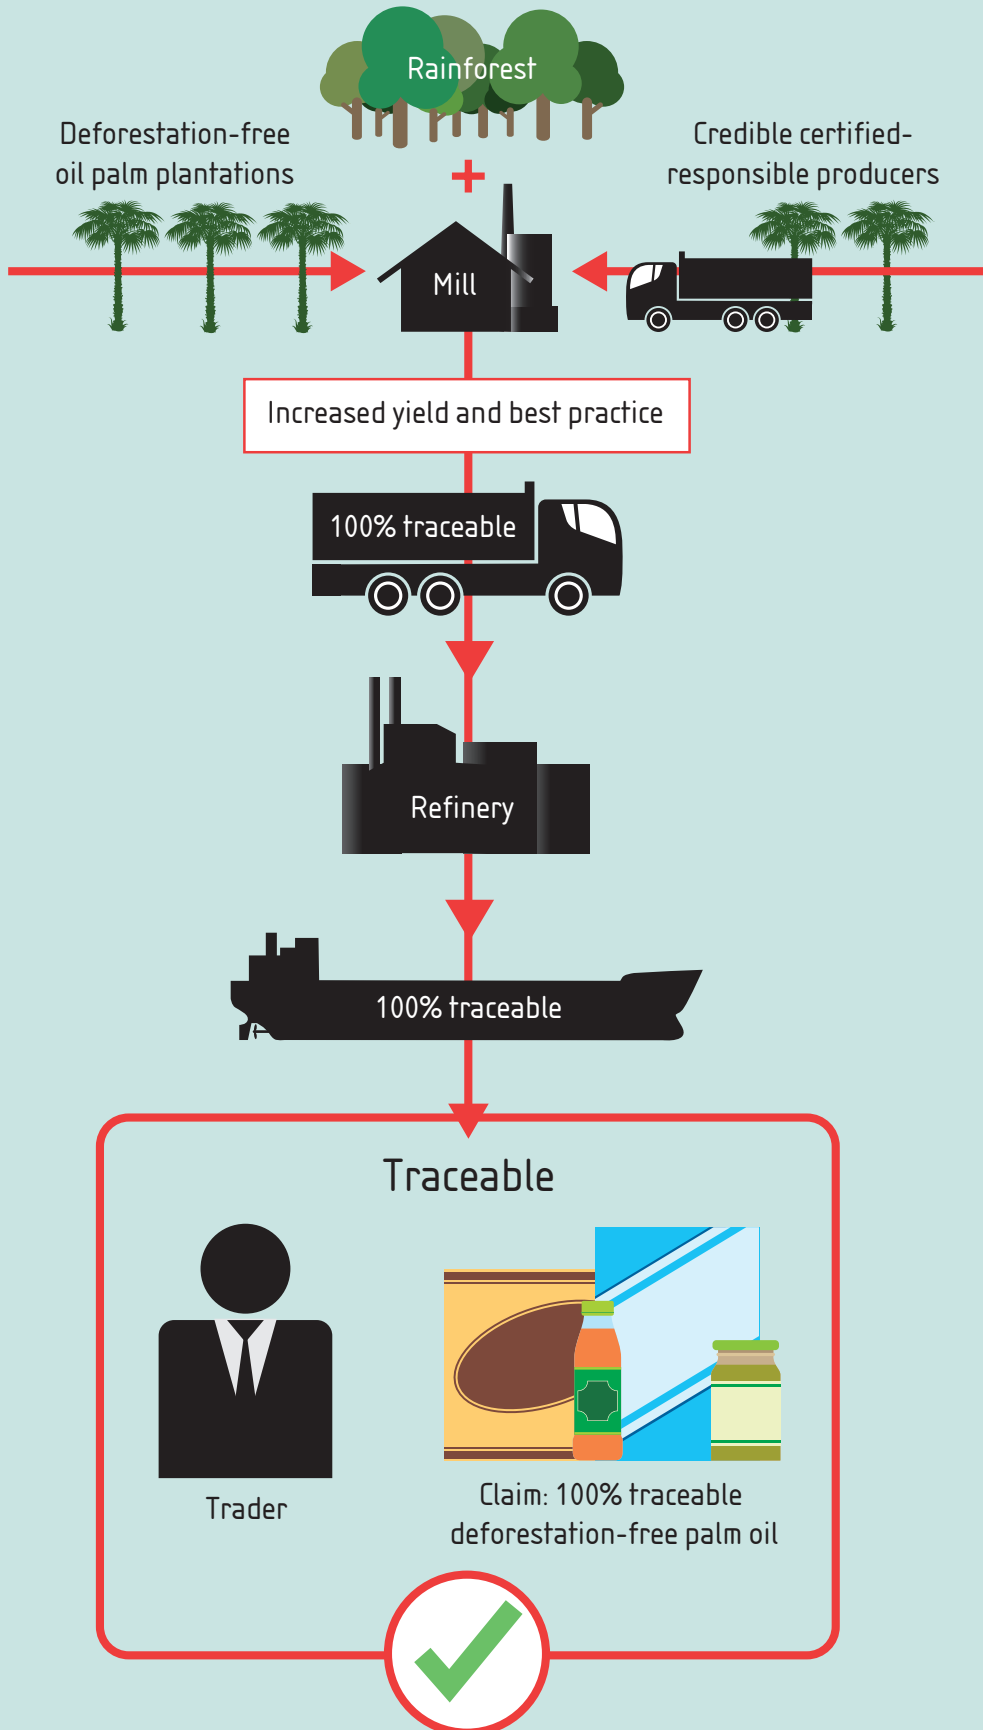 Rainforest
Deforestation-free
oil palm plantations
Credible certified-
responsible producers
Mill
Increased yield and best practice
100% traceable
Refinery
100% traceable
Traceable
Trader
Claim: 100% traceable
deforestation-free palm oil